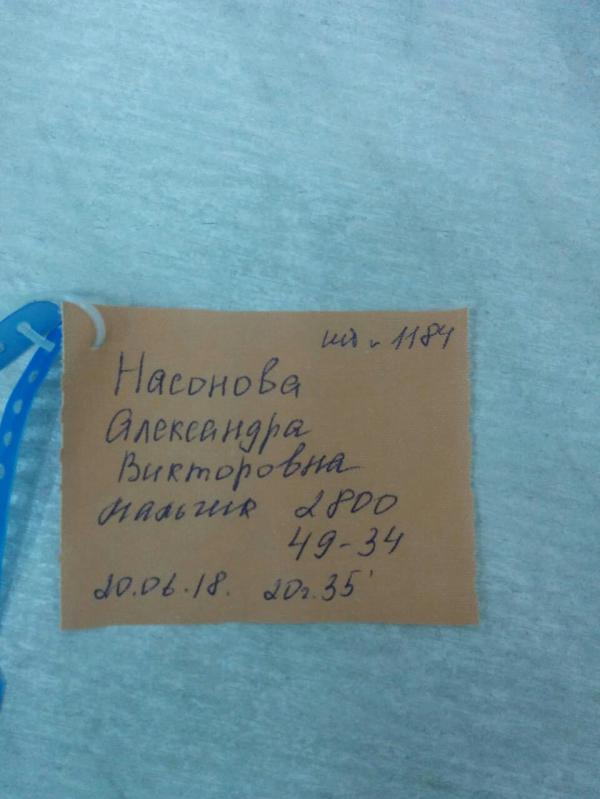 1184
Насонова
Александра
Викторовна
мальчик 2800
49-34
20.06.18. 20ч.35'